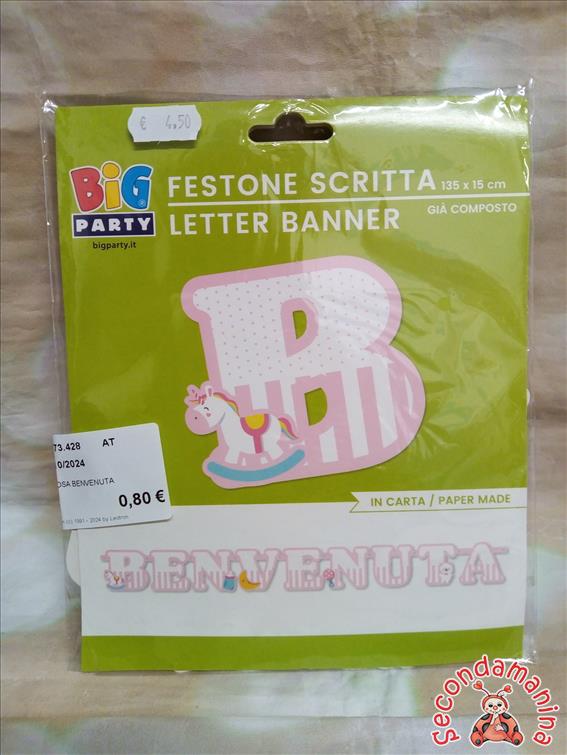 € 4,50
BIG
PARTY
bigparty.it
FESTONE SCRITTA 135 x 15 cm
LETTER BANNER GIÀ COMPOSTO
B
73.428 AT
0/2024
OSA BENVENUTA
0,80 €
(c) 1991 - 2024 by
IN CARTA / PAPER MADE
BENVENUTA
Secondamanina